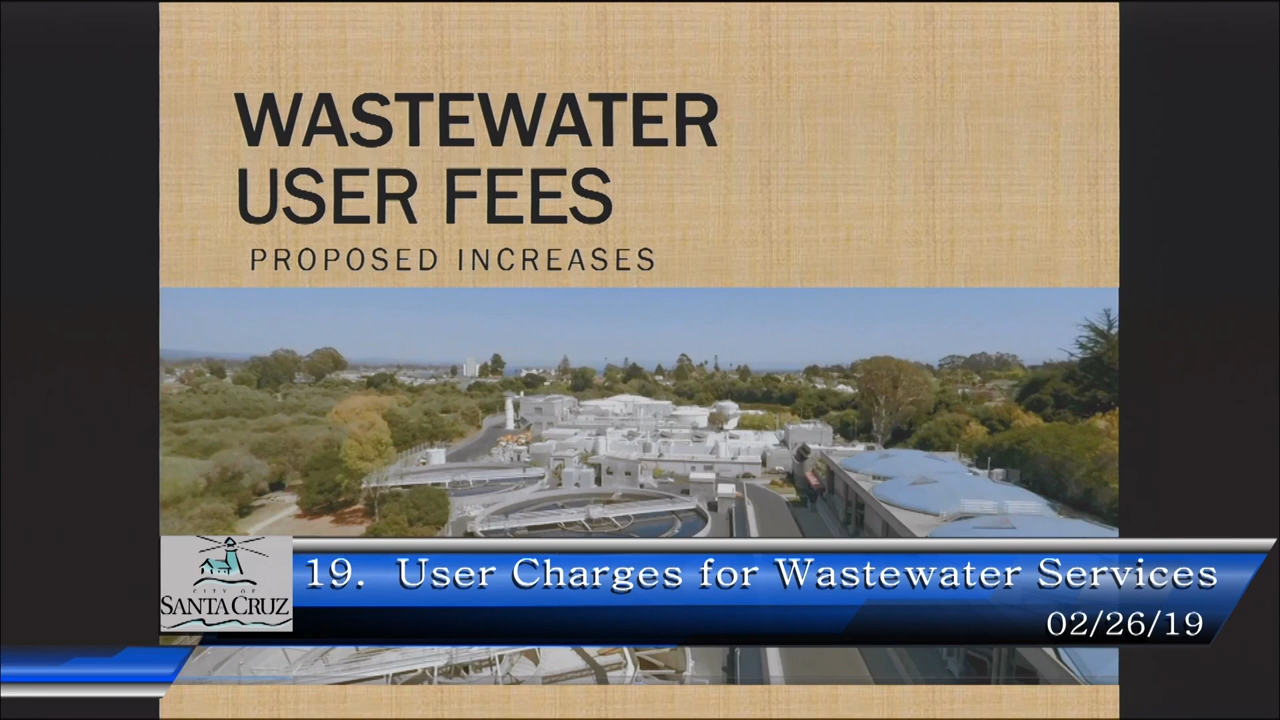 WASTEWATER
USER FEES
PROPOSED INCREASES
19. User Charges for Wastewater Services
CITY OF
SANTA CRUZ
02/26/19